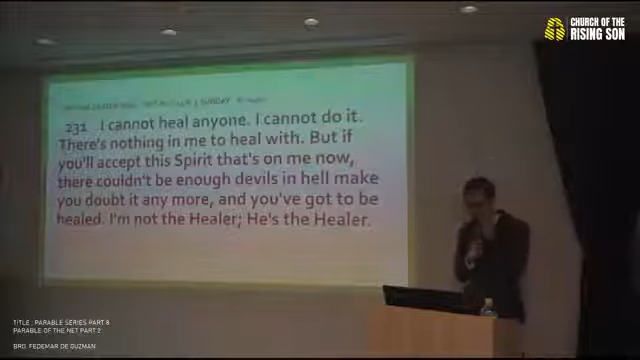 CHURCH OF THE
RISING SON
231 I cannot heal anyone. I cannot do it.
There's nothing in me to heal with. But if
you'll accept this Spirit that's on me now,
there couldn't be enough devils in hell make
you doubt it any more, and you've got to be
healed. I'm not the Healer; He's the Healer.
TITLE : PARABLE SERIES PART 8
PARABLE OF THE NET PART 2
BRO. FEDEMAR DE GUZMAN